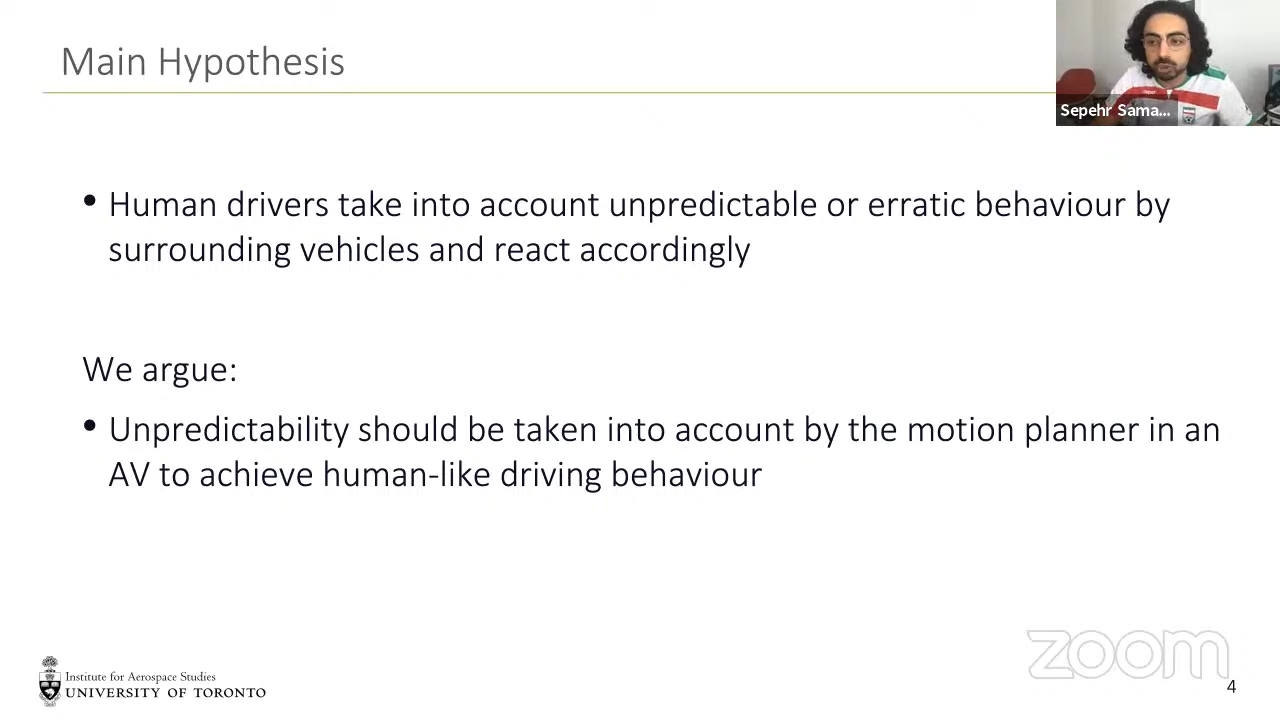 Main Hypothesis
Sepehr Sama...
• Human drivers take into account unpredictable or erratic behaviour by
surrounding vehicles and react accordingly
We argue:
• Unpredictability should be taken into account by the motion planner in an
AV to achieve human-like driving behaviour
zoom
Institute for Aerospace Studies
UNIVERSITY OF TORONTO
4